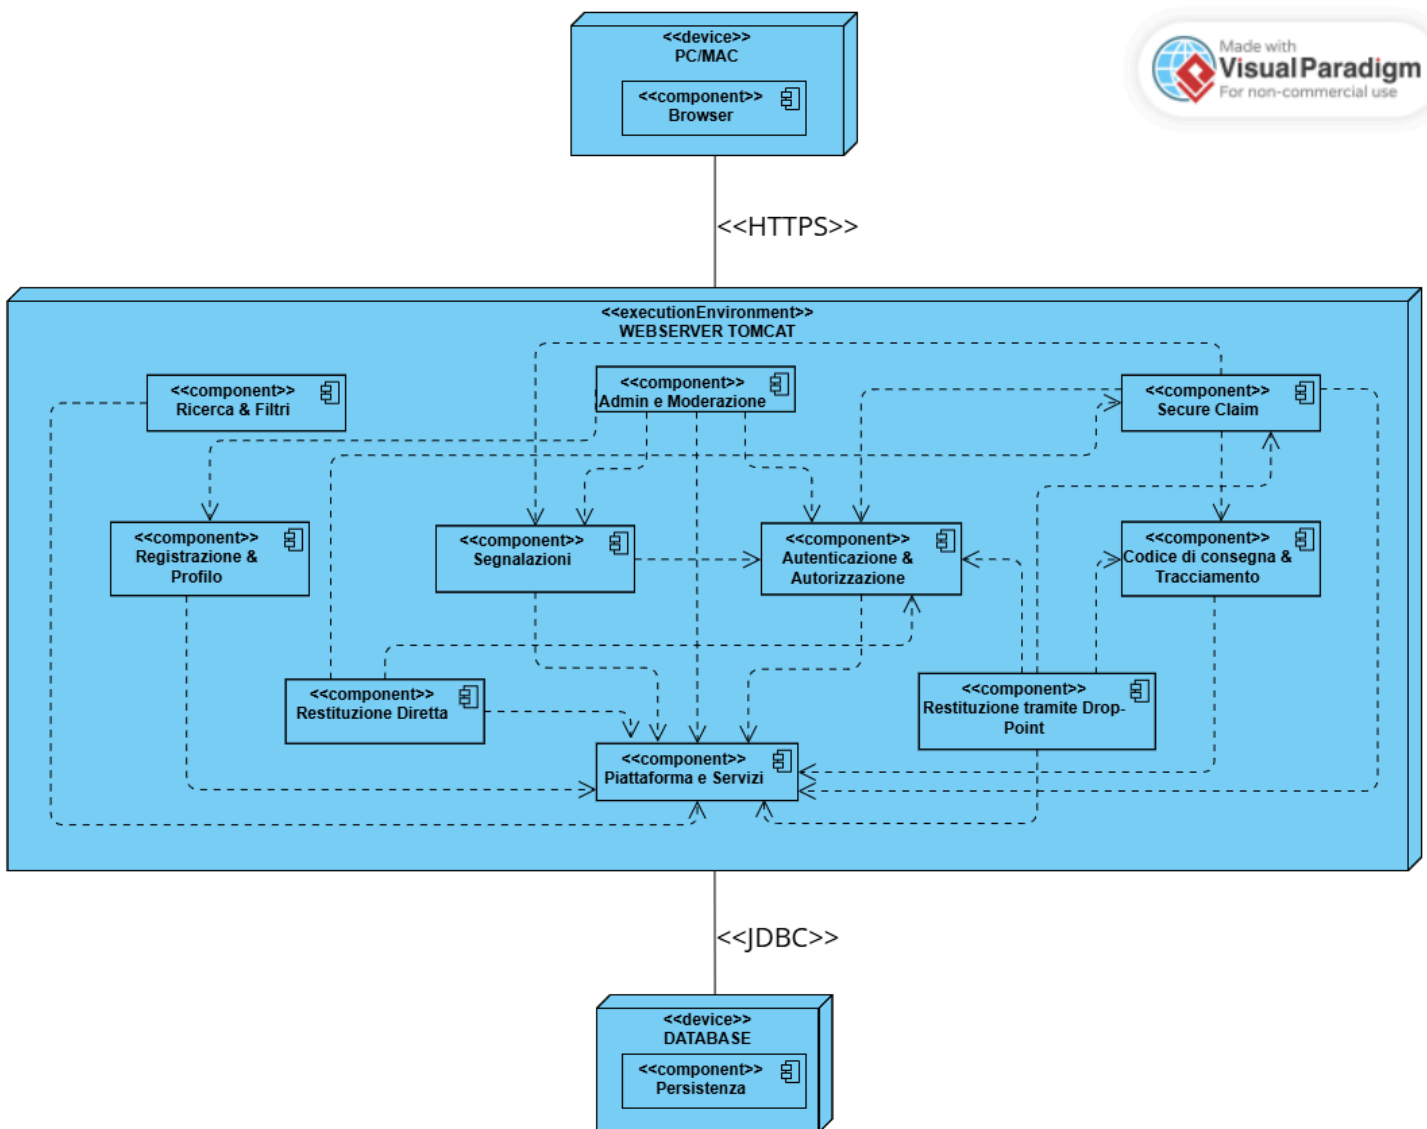 <<device>>
PC/MAC
<<component>>
Browser
Made with
Visual Paradigm
For non-commercial use
<<HTTPS>>
<<executionEnvironment>>
WEBSERVER TOMCAT
<<component>>
Ricerca & Filtri
<<component>>
Admin e Moderazione
<<component>>
Secure Claim
<<component>>
Registrazione &
Profilo
<<component>>
Segnalazioni
<<component>>
Autenticazione &
Autorizzazione
<<component>>
Codice di consegna &
Tracciamento
<<component>>
Restituzione Diretta
<<component>>
Restituzione tramite Drop-
Point
<<component>>
Piattaforma e Servizi
<<JDBC>>
<<device>>
DATABASE
<<component>>
Persistenza